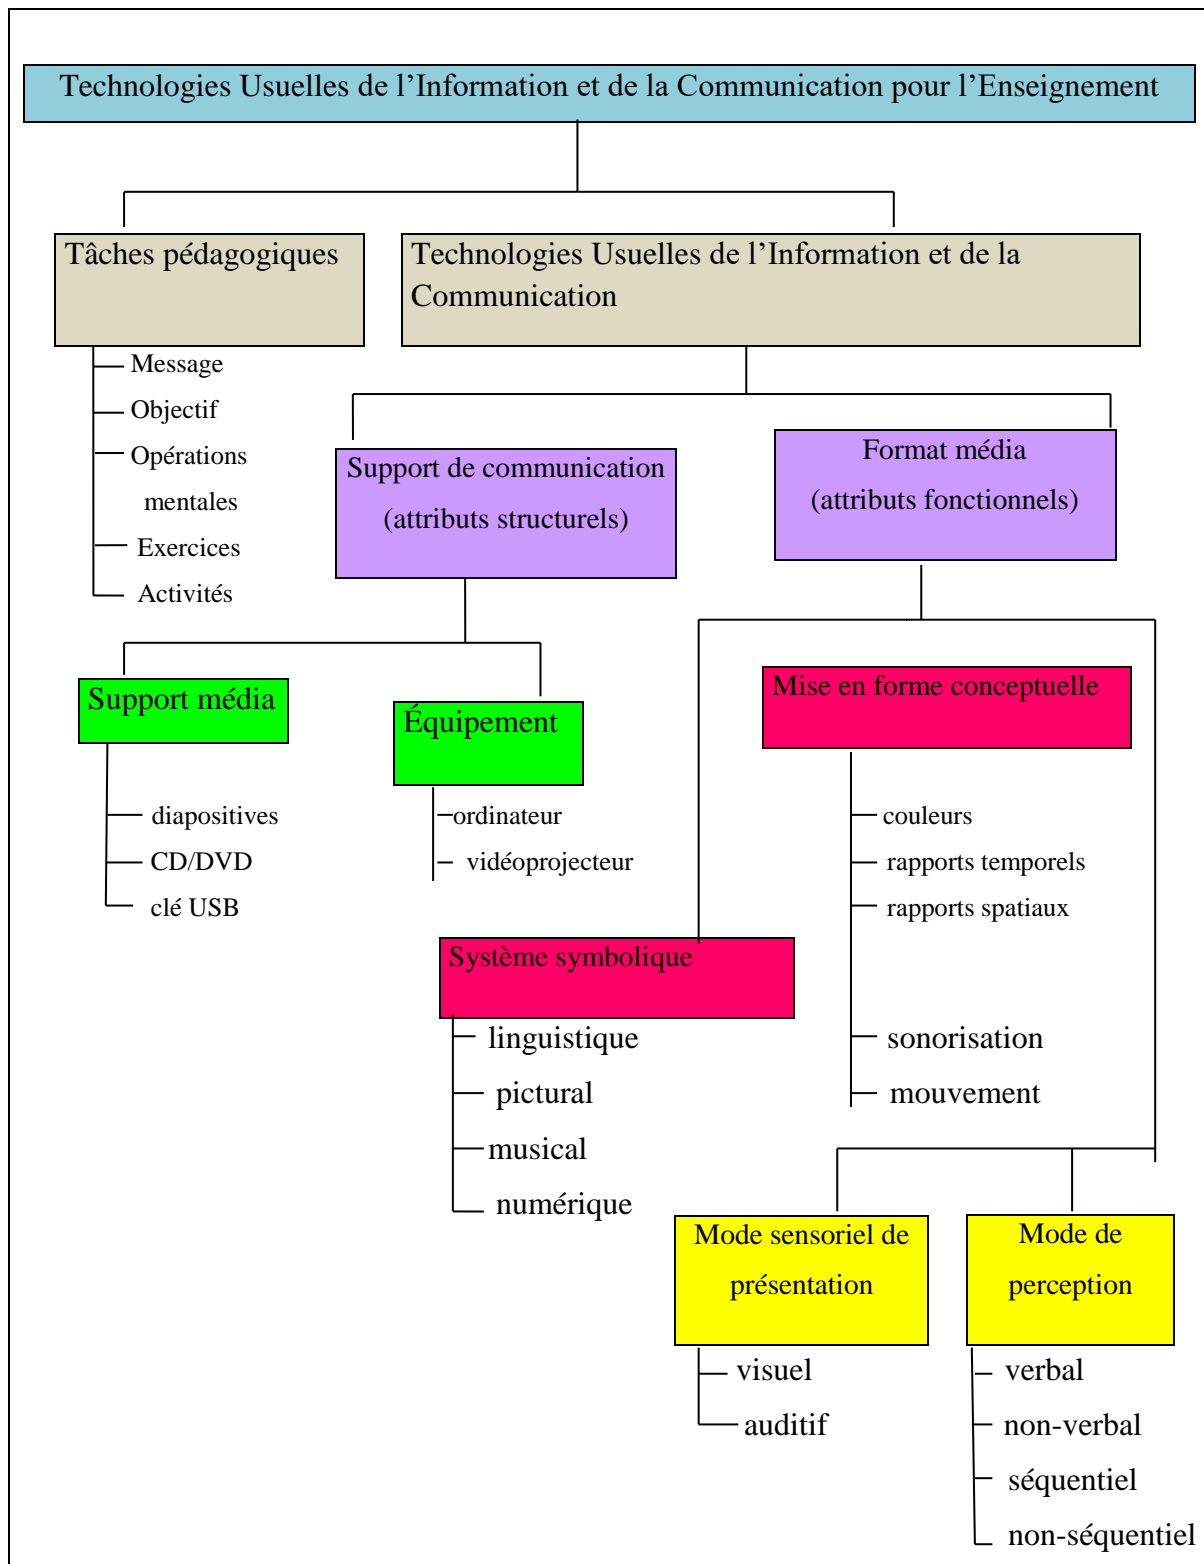 Technologies Usuelles de l’Information et de la Communication pour l’Enseignement
Tâches pédagogiques
Technologies Usuelles de l’Information et de la
Communication
Message
Objectif
Opérations
mentales
Exercices
Activités
Support de communication
(attributs structurels)
Format média
(attributs fonctionnels)
Support média
diapositives
CD/DVD
clé USB
Équipement
ordinateur
vidéoprojecteur
Mise en forme conceptuelle
couleurs
rapports temporels
rapports spatiaux
sonorisation
mouvement
Système symbolique
linguistique
pictural
musical
numérique
Mode sensoriel de
présentation
visuel
auditif
Mode de
perception
verbal
non-verbal
séquentiel
non-séquentiel